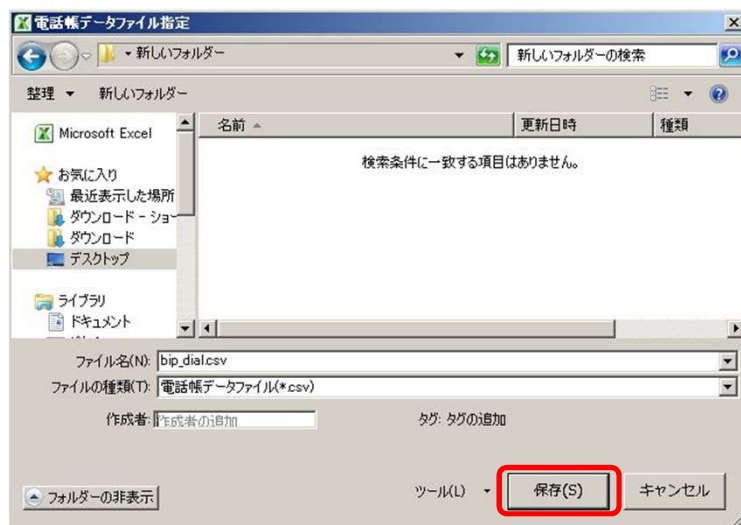 電話帳データファイル指定
新しいフォルダー
新しいフォルダーの検索
整理 新しいフォルダー
Microsoft Excel
お気に入り
最近表示した場所
ダウンロード - ショー
ダウンロード
デスクトップ
ライブラリ
ドキュメント
名前 更新日時 種類
検索条件に一致する項目はありません。
ファイル名(N): bip_dial.csv
ファイルの種類(T): 電話帳データファイル(*.csv)
作成者: 作成者の追加 タグ: タグの追加
フォルダーの非表示 ツール(L) 保存(S) キャンセル